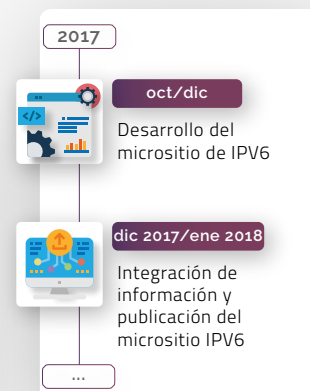 2017
oct/dic
Desarrollo del
micrositio de IPV6
dic 2017/ene 2018
Integración de
información y
publicación del
micrositio IPV6
...